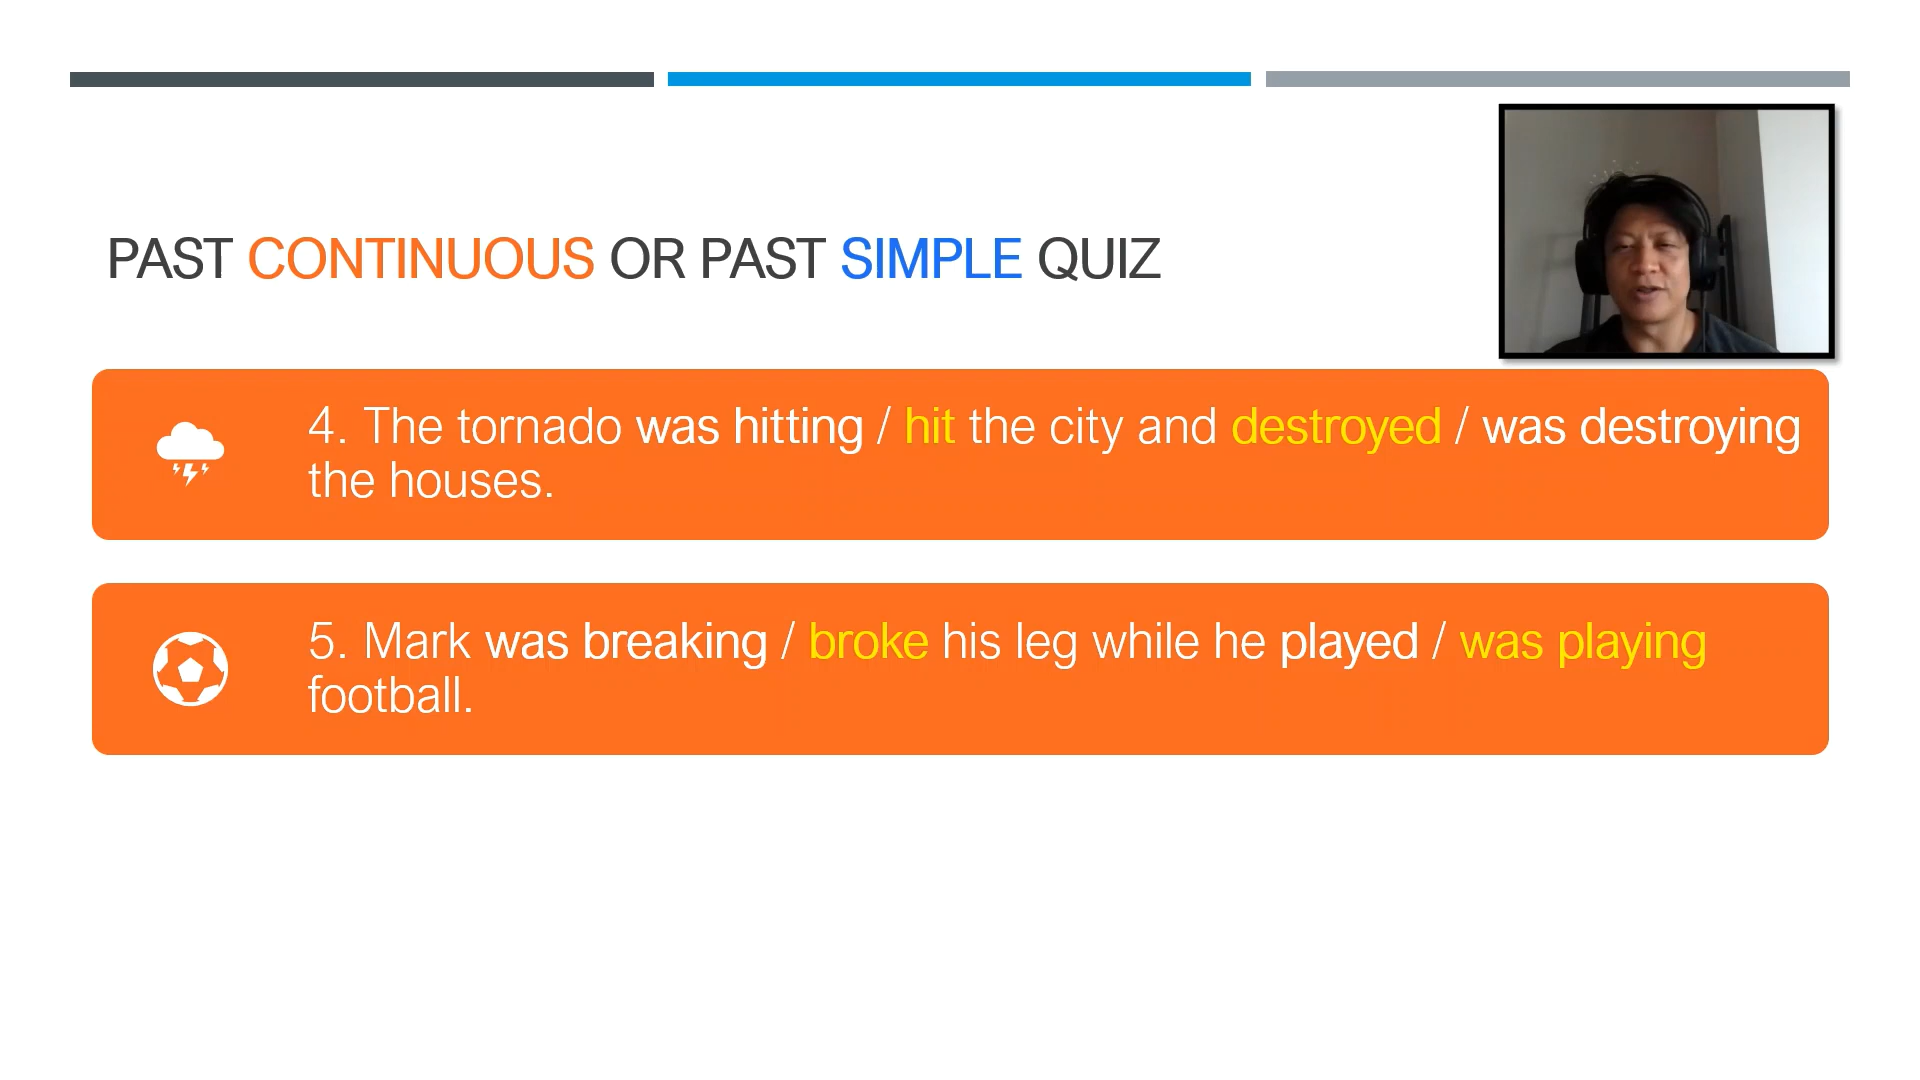 PAST CONTINUOUS OR PAST SIMPLE QUIZ
4. The tornado was hitting / hit the city and destroyed / was destroying
the houses.
5. Mark was breaking / broke his leg while he played / was playing
football.